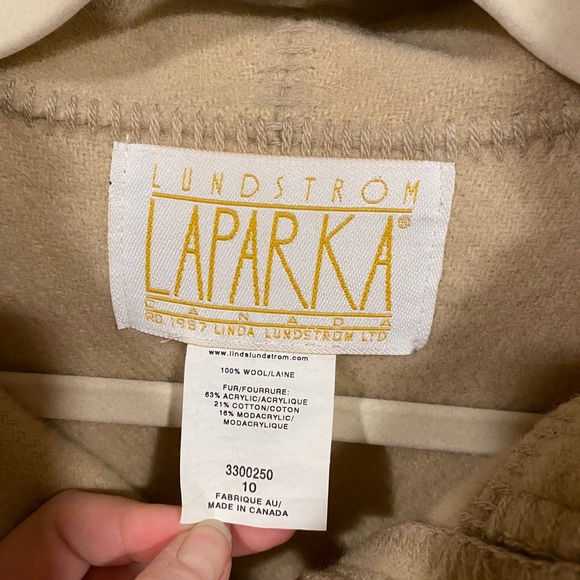 LUNDSTROM
LAPARKA®
CANADA
RD 1987 LINDA LUNDSTROM LTD
www.lindalundstrom.com
100% WOOL/LAINE
FUR/FOURRURE:
63% ACRYLIC/ACRYLIQUE
21% COTTON/COTON
16% MODACRYLIC/
MODACRYLIQUE
3300250
10
FABRIQUE AU/
MADE IN CANADA